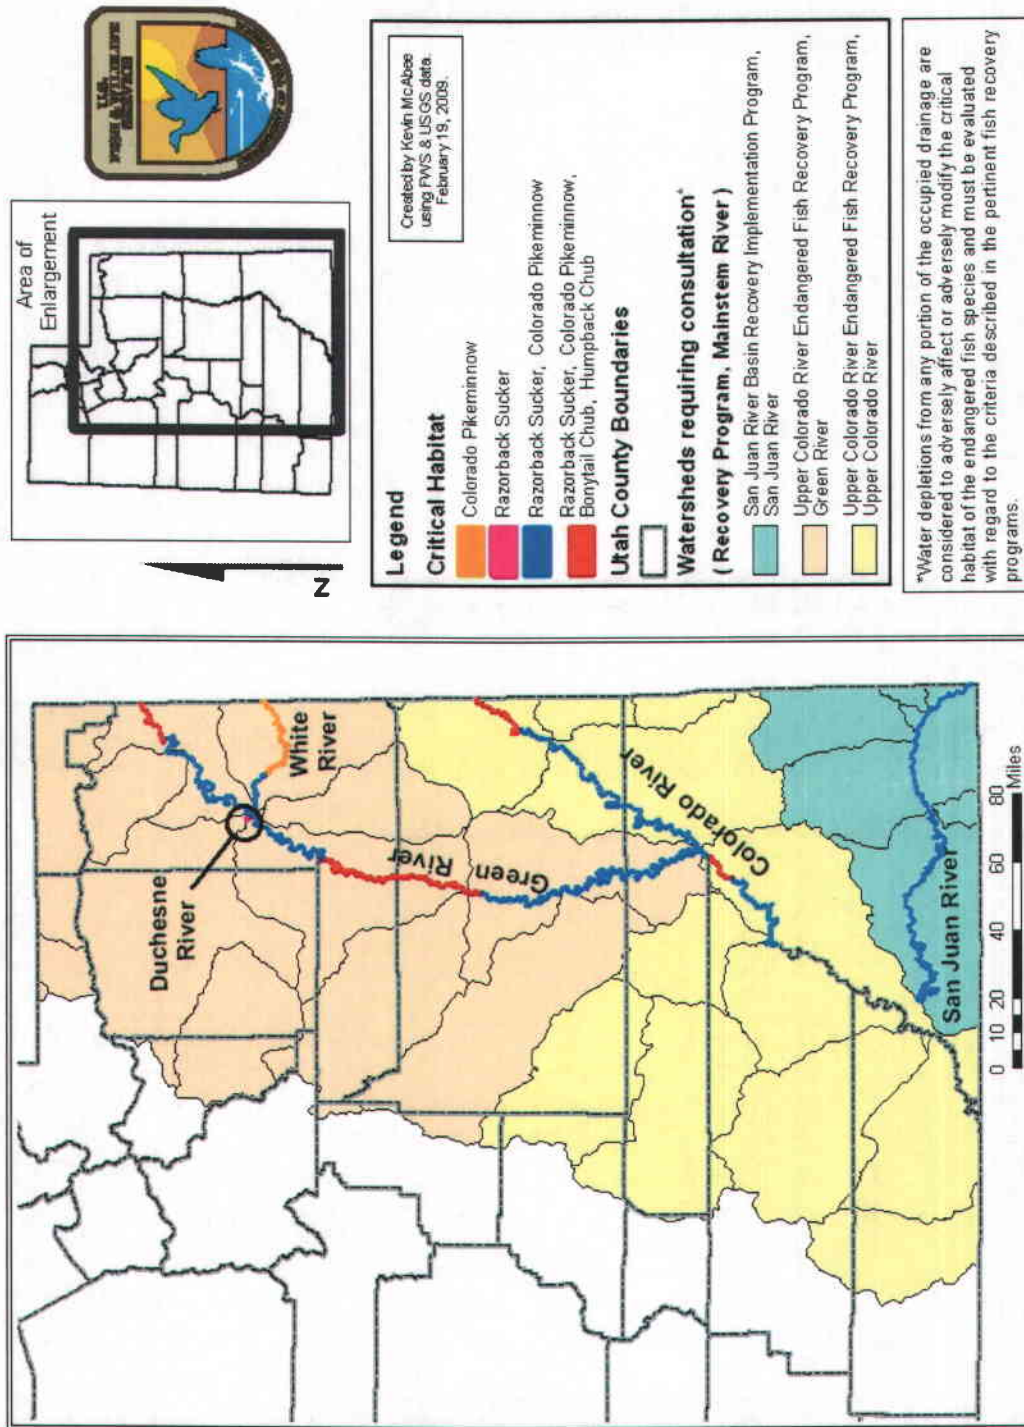 Area of
Enlargement
U.S.
FISH & WILDLIFE
SERVICE
N
Created by Kevin McAbee
using FWS & USGS data.
February 19, 2009.
Legend
Critical Habitat
Colorado Pikeminnow
Razorback Sucker
Razorback Sucker, Colorado Pikeminnow
Razorback Sucker, Colorado Pikeminnow,
Bonytail Chub, Humpback Chub
Utah County Boundaries
Watersheds requiring consultation*
( Recovery Program, Mainstem River )
San Juan River Basin Recovery Implementation Program,
San Juan River
Upper Colorado River Endangered Fish Recovery Program,
Green River
Upper Colorado River Endangered Fish Recovery Program,
Upper Colorado River
*Water depletions from any portion of the occupied drainage are
considered to adversely affect or adversely modify the critical
habitat of the endangered fish species and must be evaluated
with regard to the criteria described in the pertinent fish recovery
programs.
Duchesne
River
White
River
Green River
Colorado River
San Juan River
0 10 20 40 60 80
Miles